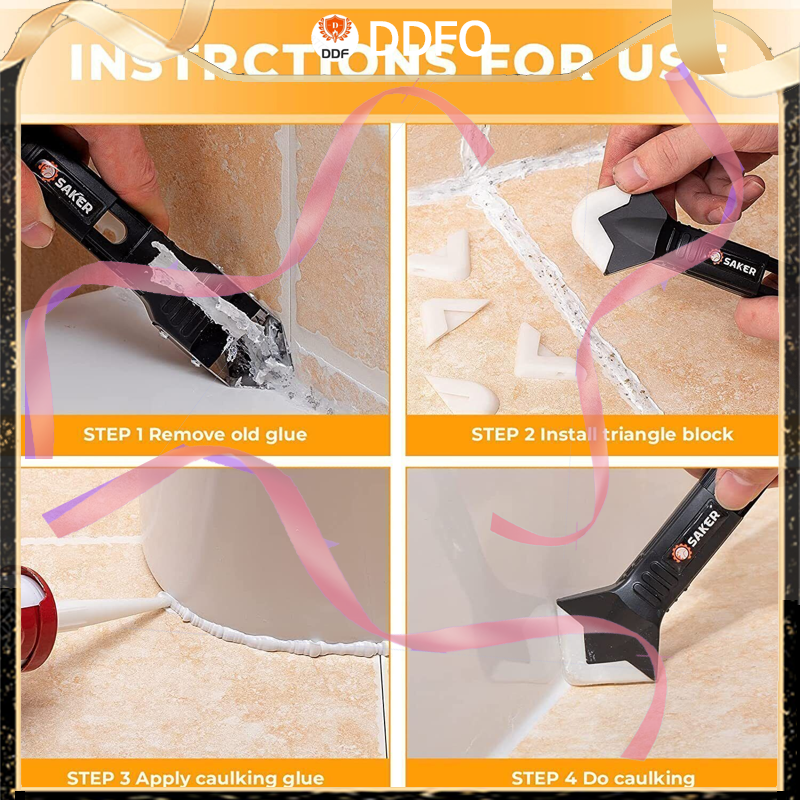 DDF
DDFO
INSTRCTIONS FOR USE
SAKER
SAKER
STEP 1 Remove old glue
STEP 2 Install triangle block
SAKER
STEP 3 Apply caulking glue
STEP 4 Do caulking